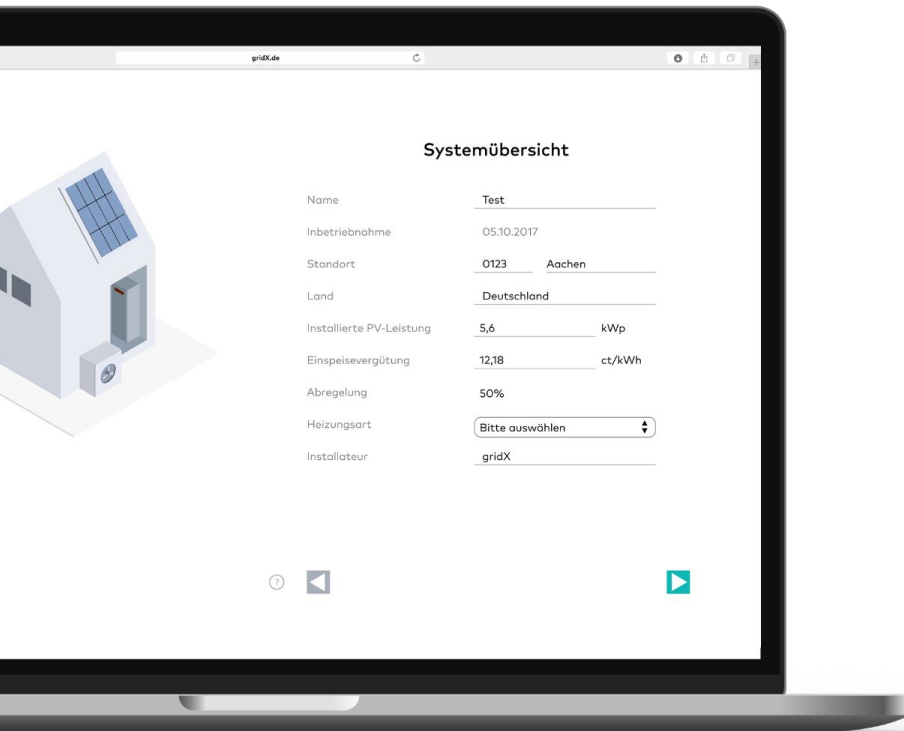 gridX.de
Systemübersicht
Name Test
Inbetriebnahme 05.10.2017
Standort 0123 Aachen
Land Deutschland
Installierte PV-Leistung 5,6 kWp
Einspeisevergütung 12,18 ct/kWh
Abregelung 50%
Heizungsart Bitte auswählen
Installateur gridX
?